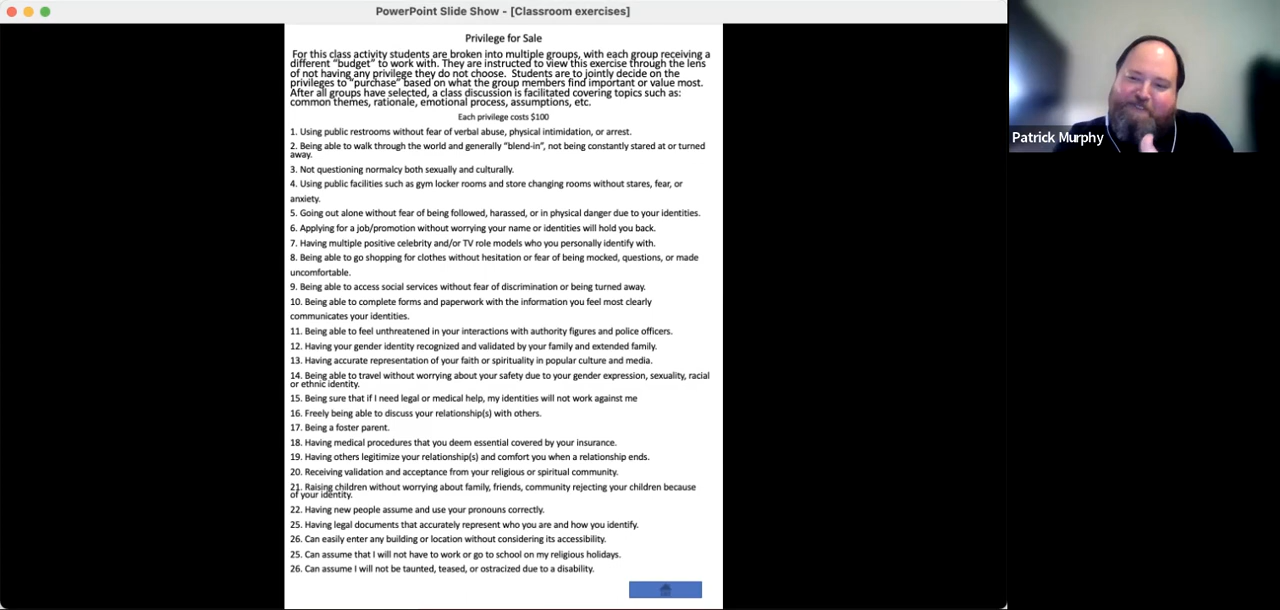 PowerPoint Slide Show - [Classroom exercises]
Privilege for Sale
For this class activity students are broken into multiple groups, with each group receiving a
different "budget" to work with. They are instructed to view this exercise through the lens
of not having any privilege they do not choose. Students are to jointly decide on the
privileges to "purchase" based on what the group members find important or value most.
After all groups have selected, a class discussion is facilitated covering topics such as:
common themes, rationale, emotional process, assumptions, etc.
Each privilege costs $100
1. Using public restrooms without fear of verbal abuse, physical intimidation, or arrest.
2. Being able to walk through the world and generally "blend-in", not being constantly stared at or turned
away.
3. Not questioning normalcy both sexually and culturally.
4. Using public facilities such as gym locker rooms and store changing rooms without stares, fear, or
anxiety.
5. Going out alone without fear of being followed, harassed, or in physical danger due to your identities.
6. Applying for a job/promotion without worrying your name or identities will hold you back.
7. Having multiple positive celebrity and/or TV role models who you personally identify with.
8. Being able to go shopping for clothes without hesitation or fear of being mocked, questions, or made
uncomfortable.
9. Being able to access social services without fear of discrimination or being turned away.
10. Being able to complete forms and paperwork with the information you feel most clearly
communicates your identities.
11. Being able to feel unthreatened in your interactions with authority figures and police officers.
12. Having your gender identity recognized and validated by your family and extended family.
13. Having accurate representation of your faith or spirituality in popular culture and media.
14. Being able to travel without worrying about your safety due to your gender expression, sexuality, racial
or ethnic identity.
15. Being sure that if I need legal or medical help, my identities will not work against me
16. Freely being able to discuss your relationship(s) with others.
17. Being a foster parent.
18. Having medical procedures that you deem essential covered by your insurance.
19. Having others legitimize your relationship(s) and comfort you when a relationship ends.
20. Receiving validation and acceptance from your religious or spiritual community.
21. Raising children without worrying about family, friends, community rejecting your children because
of your identity.
22. Having new people assume and use your pronouns correctly.
25. Having legal documents that accurately represent who you are and how you identify.
26. Can easily enter any building or location without considering its accessibility.
25. Can assume that I will not have to work or go to school on my religious holidays.
26. Can assume I will not be taunted, teased, or ostracized due to a disability.
Patrick Murphy